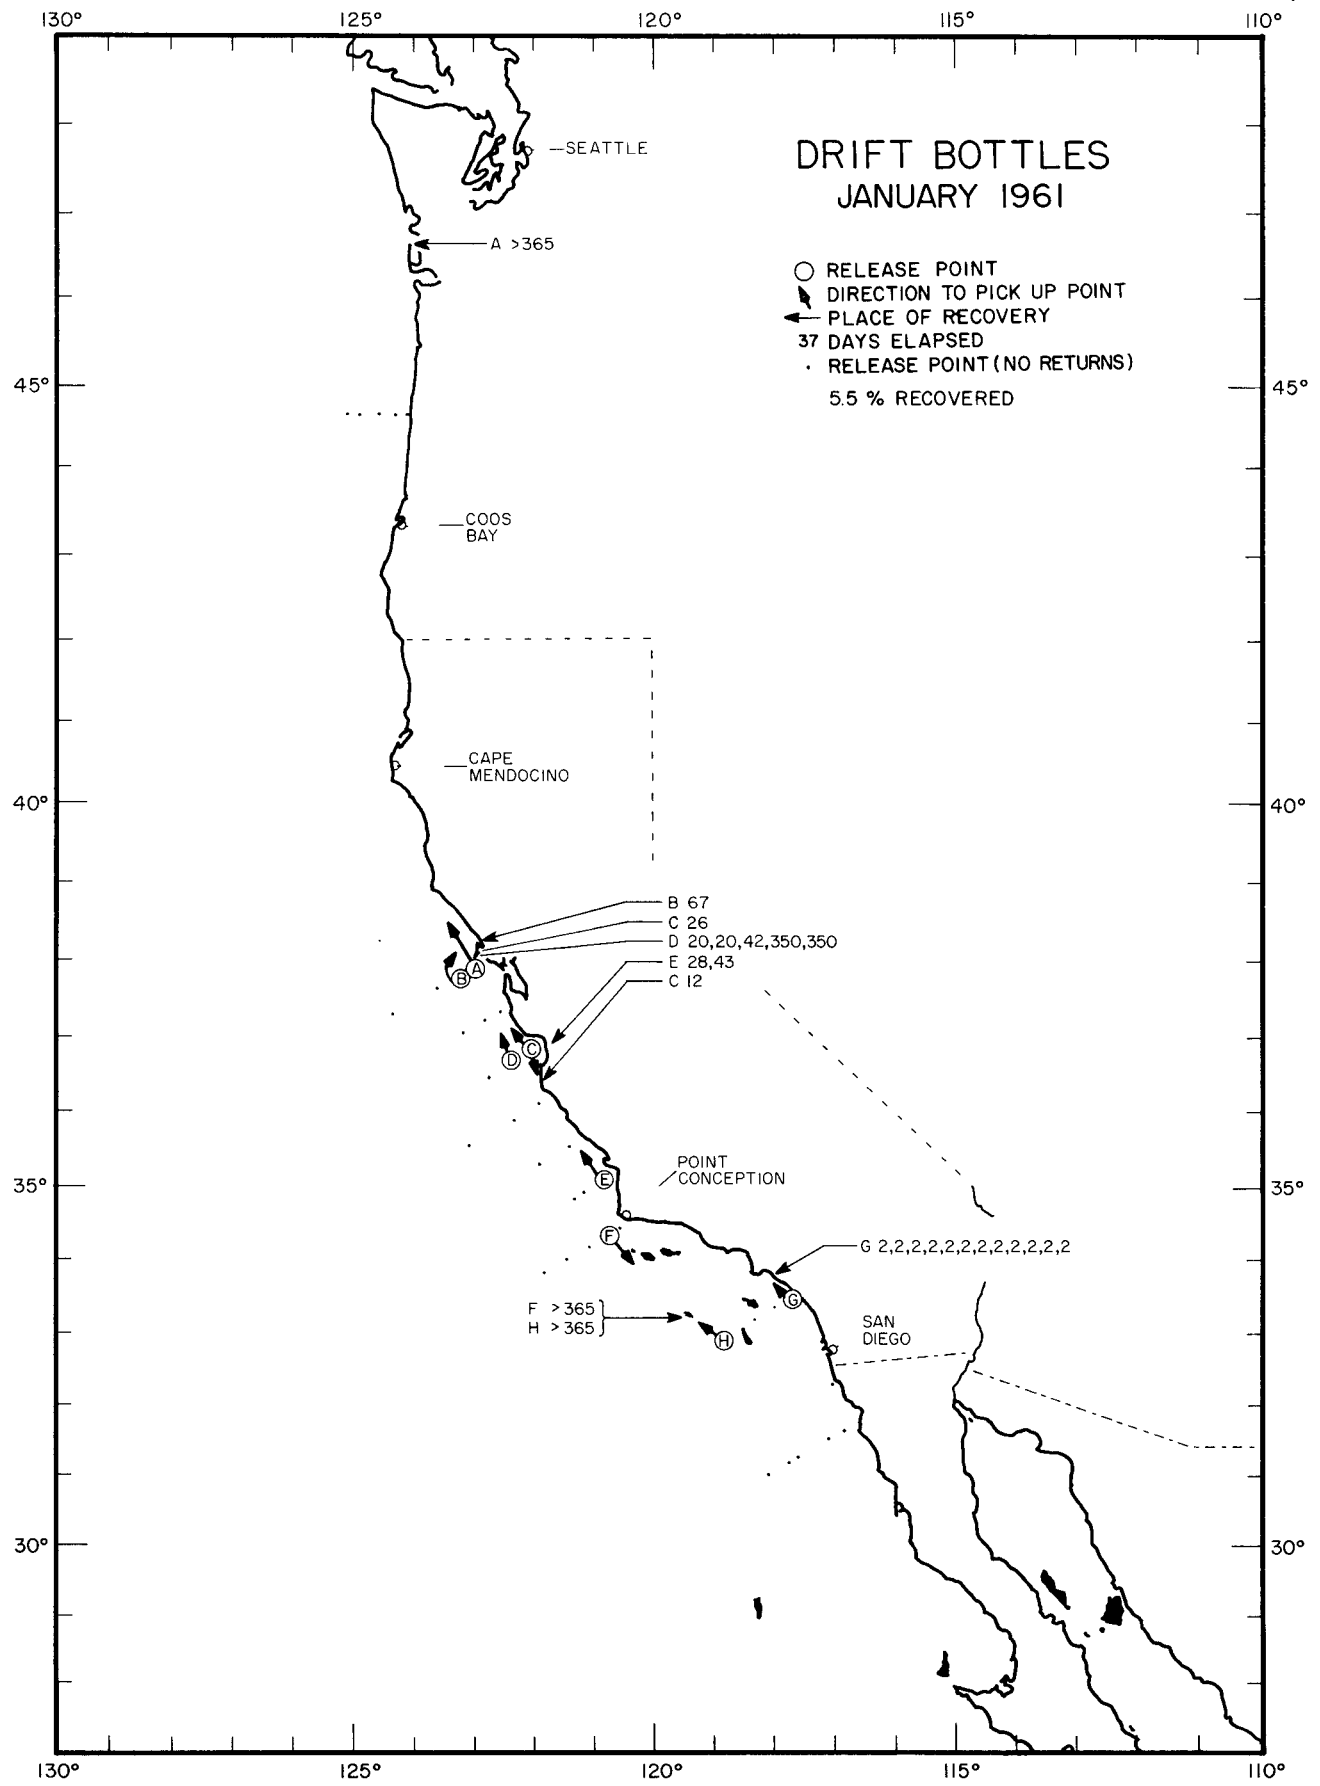 130° 125° 120° 115° 110°
SEATTLE
DRIFT BOTTLES
JANUARY 1961
A >365
RELEASE POINT
DIRECTION TO PICK UP POINT
PLACE OF RECOVERY
37 DAYS ELAPSED
RELEASE POINT (NO RETURNS)
5.5 % RECOVERED
45° 45°
COOS
BAY
CAPE
MENDOCINO
40° 40°
B 67
C 26
D 20,20,42,350,350
E 28,43
C 12
A
B
C
D
POINT
CONCEPTION
E
35° 35°
F
G 2,2,2,2,2,2,2,2,2,2,2,2
G
F >365
H >365
H
SAN
DIEGO
30° 30°
130° 125° 120° 115° 110°